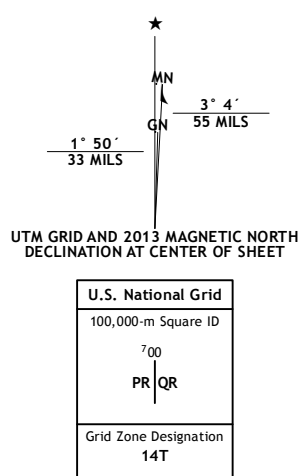 ★
MN
3° 4´
55 MILS
GN
1° 50´
33 MILS
UTM GRID AND 2013 MAGNETIC NORTH
DECLINATION AT CENTER OF SHEET
U.S. National Grid
100,000-m Square ID
⁷00
PR QR
Grid Zone Designation
14T